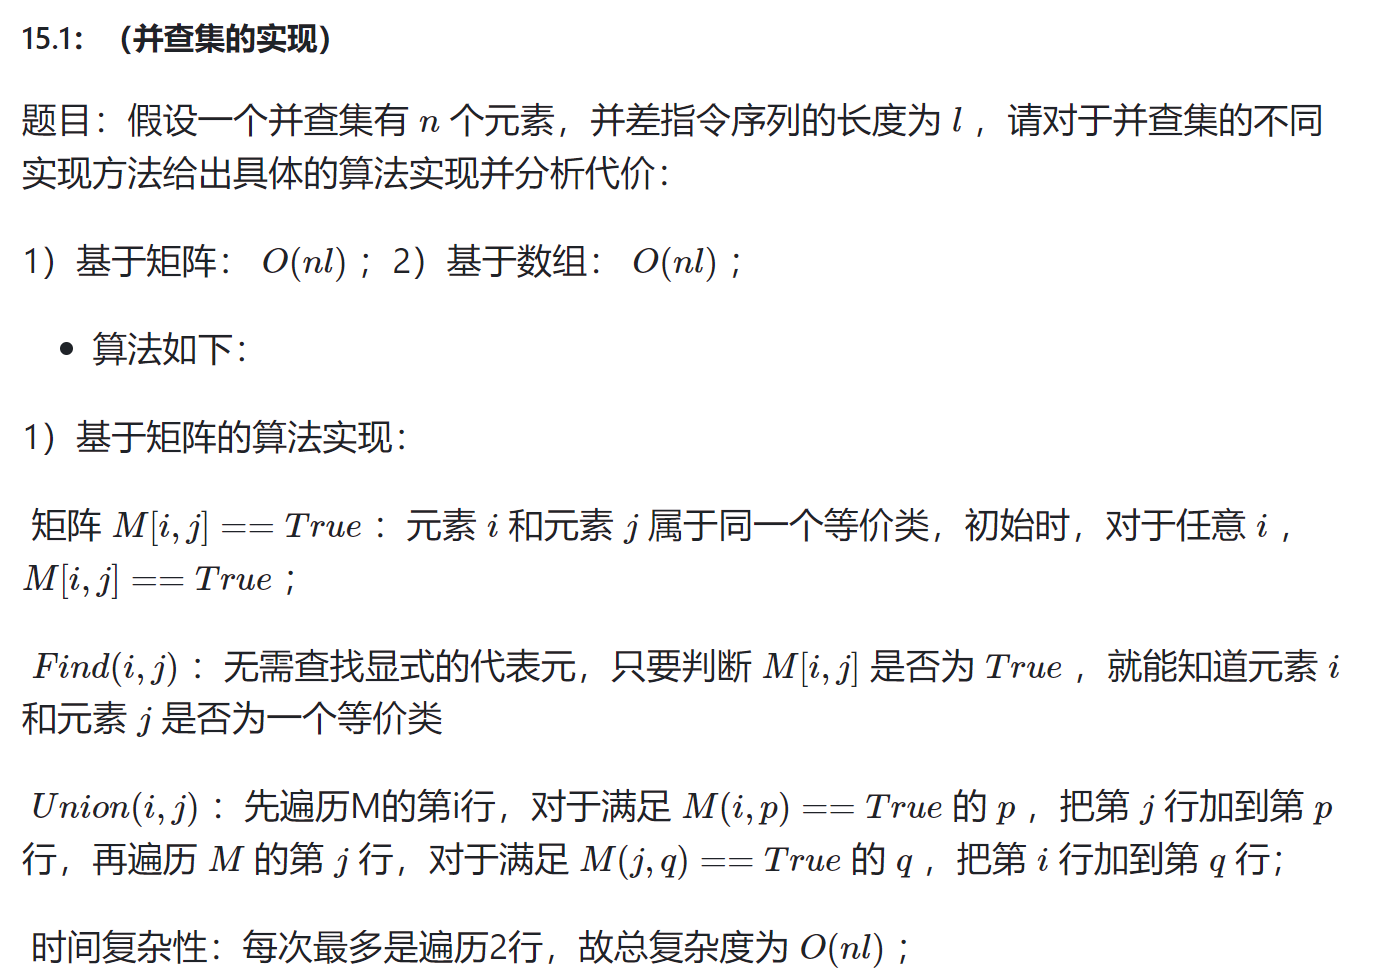 15.1：（并查集的实现）
题目：假设一个并查集有 n 个元素，并差指令序列的长度为 l ，请对于并查集的不同
实现方法给出具体的算法实现并分析代价：
1）基于矩阵： O(nl) ；2）基于数组： O(nl) ；
• 算法如下：
1）基于矩阵的算法实现：
矩阵 M[i, j] == True ：元素 i 和元素 j 属于同一个等价类，初始时，对于任意 i ，
M[i, j] == True ；
Find(i, j) ：无需查找显式的代表元，只要判断 M[i, j] 是否为 True ，就能知道元素 i
和元素 j 是否为一个等价类
Union(i, j) ：先遍历M的第i行，对于满足 M(i, p) == True 的 p ，把第 j 行加到第 p
行，再遍历 M 的第 j 行，对于满足 M(j, q) == True 的 q ，把第 i 行加到第 q 行；
时间复杂性：每次最多是遍历2行，故总复杂度为 O(nl) ；